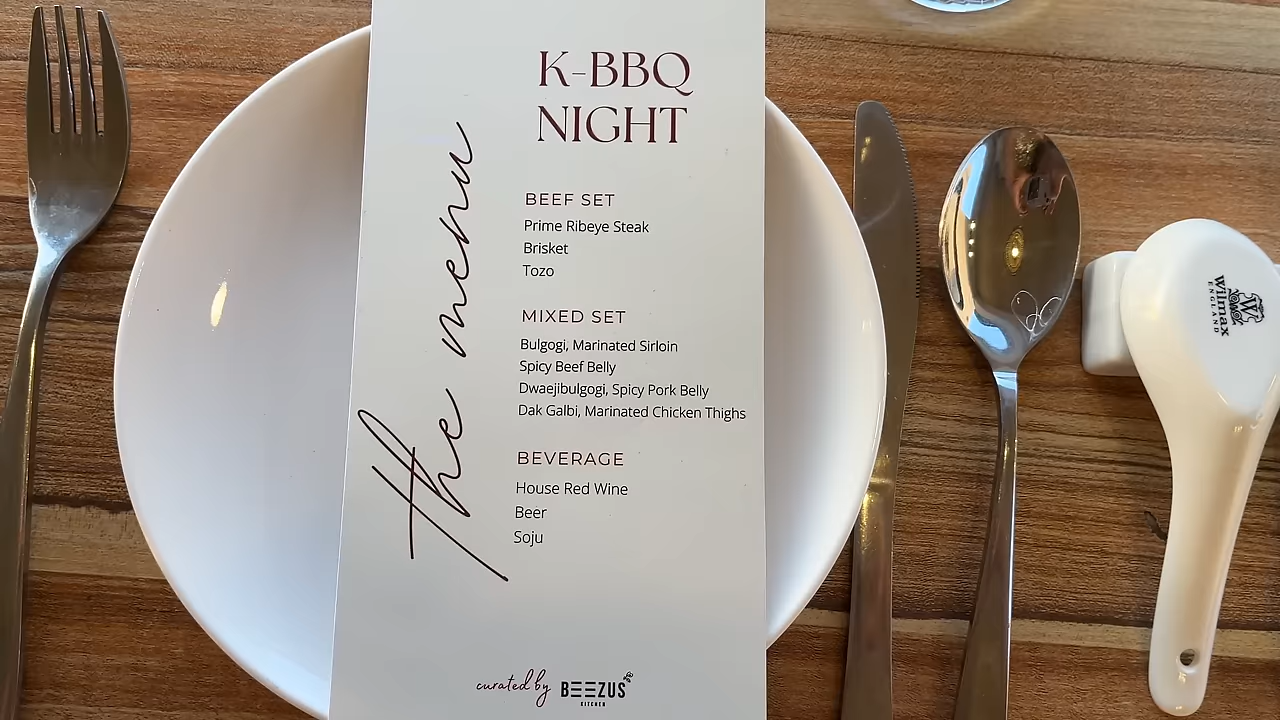 the menu
K-BBQ
NIGHT
BEEF SET
Prime Ribeye Steak
Brisket
Tozo
MIXED SET
Bulgogi, Marinated Sirloin
Spicy Beef Belly
Dwaejibulgogi, Spicy Pork Belly
Dak Galbi, Marinated Chicken Thighs
BEVERAGE
House Red Wine
Beer
Soju
curated by BEEZUS
KITCHEN
W
Wilmax
ENGLAND